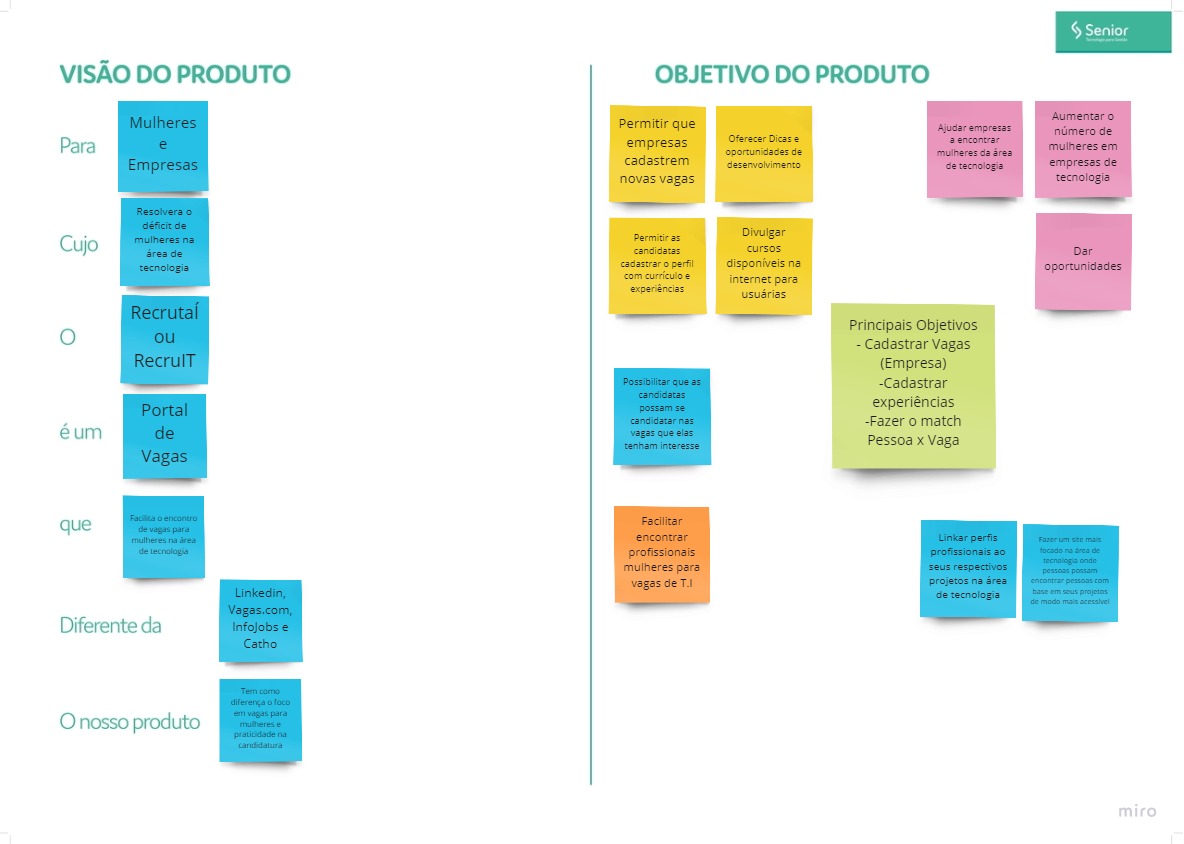 Senior
Tecnologia para Gestão
VISÃO DO PRODUTO
Para
Mulheres
e
Empresas
Cujo
Resolvera o
déficit de
mulheres na
área de
tecnologia
O
RecrutaÍ
ou
RecruIT
é um
Portal
de
Vagas
que
Facilita o encontro
de vagas para
mulheres na área
de tecnologia
Diferente da
Linkedin,
Vagas.com,
InfoJobs e
Catho
O nosso produto
Tem como
diferença o foco
em vagas para
mulheres e
praticidade na
candidatura
OBJETIVO DO PRODUTO
Permitir que
empresas
cadastrem
novas vagas
Oferecer Dicas e
oportunidades de
desenvolvimento
Ajudar empresas
a encontrar
mulheres da área
de tecnologia
Aumentar o
número de
mulheres em
empresas de
tecnologia
Permitir as
candidatas
cadastrar o perfil
com currículo e
experiências
Divulgar
cursos
disponíveis na
internet para
usuárias
Dar
oportunidades
Principais Objetivos
- Cadastrar Vagas
(Empresa)
-Cadastrar
experiências
-Fazer o match
Pessoa x Vaga
Possibilitar que as
candidatas
possam se
candidatar nas
vagas que elas
tenham interesse
Facilitar
encontrar
profissionais
mulheres para
vagas de T.I
Linkar perfis
profissionais ao
seus respectivos
projetos na área
de tecnologia
Fazer um site mais
focado na área de
tecnologia onde
pessoas possam
encontrar pessoas com
base em seus projetos
de modo mais acessível
miro